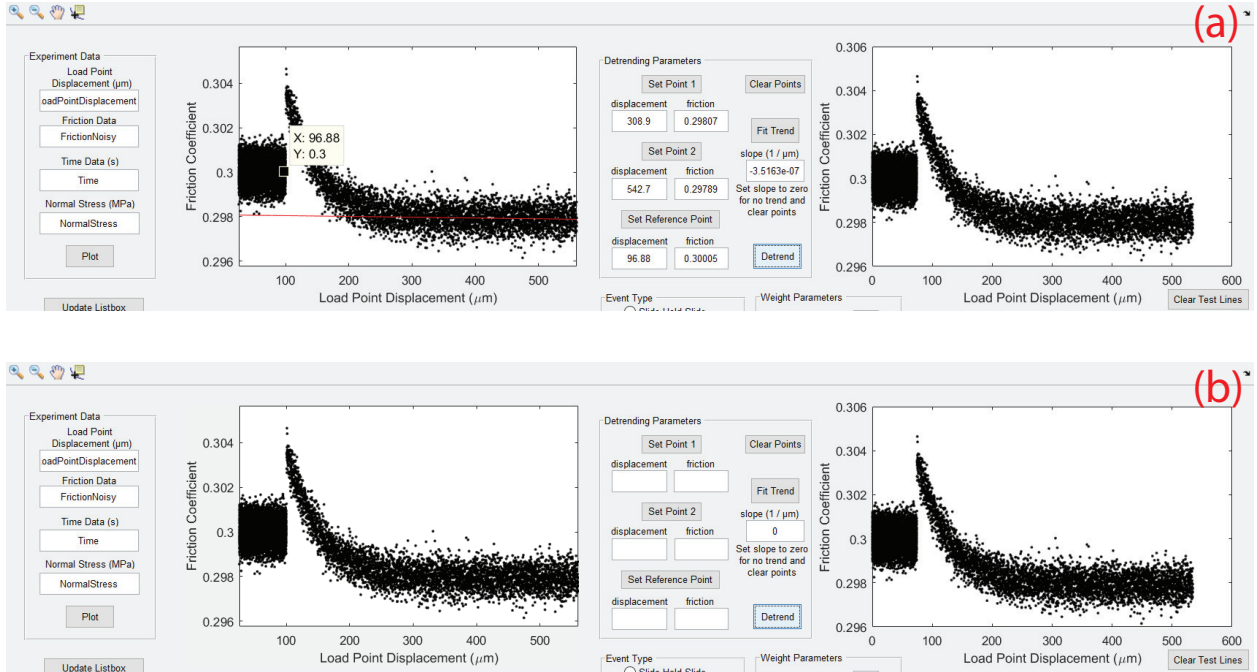 (a)
Experiment Data
Load Point
Displacement (µm)
oadPointDisplacement
Friction Data
FrictionNoisy
Time Data (s)
Time
Normal Stress (MPa)
NormalStress
Plot
Update Listbox
Friction Coefficient
0.304
0.302
0.3
0.298
0.296
X: 96.88
Y: 0.3
100 200 300 400 500
Load Point Displacement (μm)
Detrending Parameters
Set Point 1
Clear Points
displacement friction
308.9 0.29807
Fit Trend
Set Point 2
slope (1 / µm)
displacement friction
-3.5163e-07
542.7 0.29789
Set slope to zero
for no trend and
clear points
Set Reference Point
displacement friction
96.88 0.30005
Detrend
Event Type
Weight Parameters
Friction Coefficient
0.306
0.304
0.302
0.3
0.298
0.296
0 100 200 300 400 500 600
Load Point Displacement (μm)
Clear Test Lines
(b)
Experiment Data
Load Point
Displacement (µm)
oadPointDisplacement
Friction Data
FrictionNoisy
Time Data (s)
Time
Normal Stress (MPa)
NormalStress
Plot
Update Listbox
Friction Coefficient
0.304
0.302
0.3
0.298
0.296
100 200 300 400 500
Load Point Displacement (μm)
Detrending Parameters
Set Point 1
Clear Points
displacement friction
Fit Trend
Set Point 2
slope (1 / µm)
displacement friction
0
Set slope to zero
for no trend and
clear points
Set Reference Point
displacement friction
Detrend
Event Type
Weight Parameters
Friction Coefficient
0.306
0.304
0.302
0.3
0.298
0.296
0 100 200 300 400 500 600
Load Point Displacement (μm)
Clear Test Lines